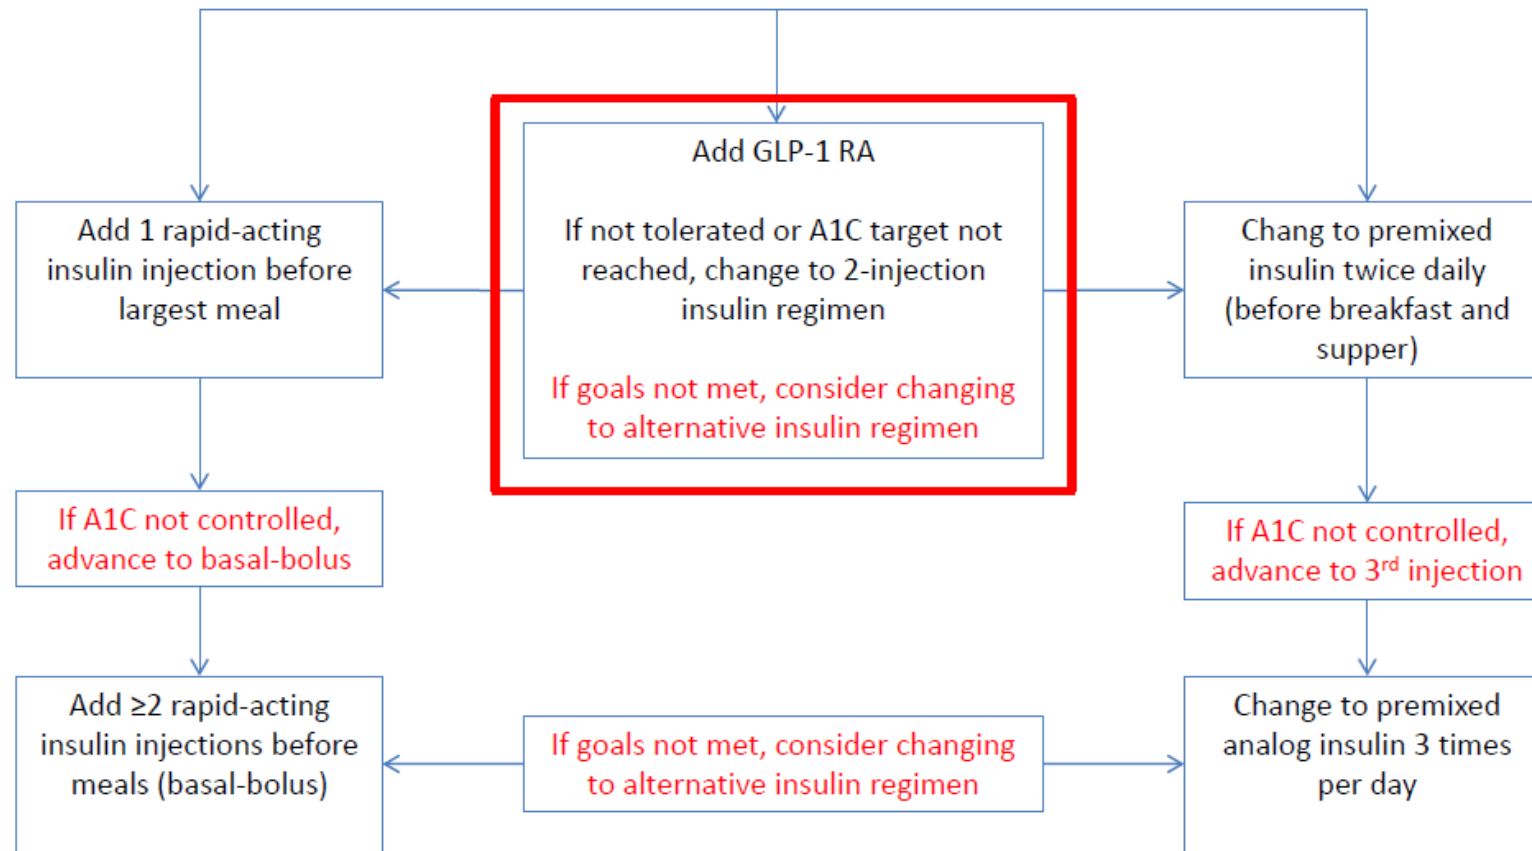 Add GLP-1 RA
If not tolerated or A1C target not
reached, change to 2-injection
insulin regimen
If goals not met, consider changing
to alternative insulin regimen
Add 1 rapid-acting
insulin injection before
largest meal
Chang to premixed
insulin twice daily
(before breakfast and
supper)
If A1C not controlled,
advance to basal-bolus
If A1C not controlled,
advance to 3rd injection
Add ≥2 rapid-acting
insulin injections before
meals (basal-bolus)
If goals not met, consider changing
to alternative insulin regimen
Change to premixed
analog insulin 3 times
per day